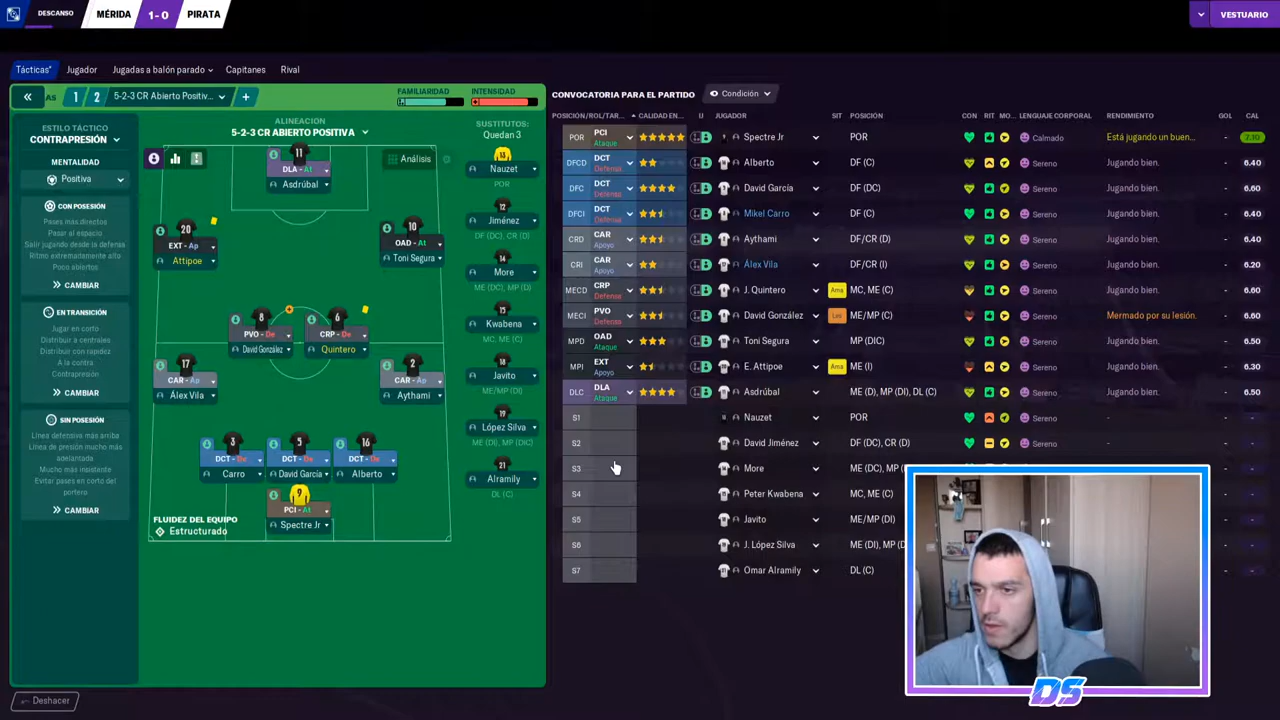 DESCANSO
MÉRIDA
1 - 0
PIRATA
VESTUARIO
Tácticas*
Jugador
Jugadas a balón parado
Capitanes
Rival
AS
1
2
5-2-3 CR Abierto Positiv...
+
FAMILIARIDAD
INTENSIDAD
ESTILO TÁCTICO
CONTRAPRESIÓN
MENTALIDAD
Positiva
CON POSESIÓN
Pases más directos
Pasar al espacio
Salir jugando desde la defensa
Ritmo extremadamente alto
Poco abiertos
CAMBIAR
EN TRANSICIÓN
Jugar en corto
Distribuir a centrales
Distribuir con rapidez
A la contra
Contrapresión
CAMBIAR
SIN POSESIÓN
Línea defensiva más arriba
Línea de presión mucho más
adelantada
Mucho más insistente
Evitar pases en corto del
portero
CAMBIAR
ALINEACIÓN
5-2-3 CR ABIERTO POSITIVA
Análisis
11
DLA - At
Asdrúbal
20
EXT - Ap
Attipoe
10
OAD - At
Toni Segura
8
PVO - De
David González
6
CRP - De
Quintero
17
CAR - Ap
Álex Vila
2
CAR - Ap
Aythami
3
DCT - De
Carro
5
DCT - De
David García
16
DCT - De
Alberto
9
PCI - At
Spectre Jr
FLUIDEZ DEL EQUIPO
Estructurado
SUSTITUTOS:
Quedan 3
13
Nauzet
POR
12
Jiménez
DF (DC), CR (D)
14
More
ME (DC), MP (D)
15
Kwabena
MC, ME (C)
18
Javito
ME/MP (DI)
19
López Silva
ME (DI), MP (DIC)
21
Alramily
DL (C)
Deshacer
CONVOCATORIA PARA EL PARTIDO
Condición
POSICIÓN/ROL/TAR... CALIDAD EN... U JUGADOR SIT POS CON RIT MO... LENGUAJE CORPORAL RENDIMIENTO GOL CAL
POR PCI Ataque Spectre Jr POR Calmado Está jugando un buen... - 7.10
DFCD DCT Defensa Alberto DF (C) Sereno Jugando bien. - 6.40
DFC DCT Defensa David García DF (DC) Sereno Jugando bien. - 6.60
DFCI DCT Defensa Mikel Carro DF (C) Sereno Jugando bien. - 6.40
CRD CAR Apoyo Aythami DF/CR (D) Sereno Jugando bien. - 6.40
CRI CAR Apoyo Álex Vila DF/CR (I) Sereno Jugando bien. - 6.20
MECD CRP Defensa J. Quintero Ama MC, ME (C) Sereno Jugando bien. - 6.60
MECI PVO Defensa David González Les ME/MP (C) Sereno Mermado por su lesión. - 6.60
MPD OAD Ataque Toni Segura MP (DIC) Sereno Jugando bien. - 6.50
MPI EXT Apoyo E. Attipoe Ama ME (I) Sereno Jugando bien. - 6.30
DLC DLA Ataque Asdrúbal ME (D), MP (DI), DL (C) Sereno Jugando bien. - 6.50
S1 Nauzet POR Sereno - - -
S2 David Jiménez DF (DC), CR (D) Sereno - - -
S3 More ME (DC), MP (D
S4 Peter Kwabena MC, ME (C)
S5 Javito ME/MP (DI)
S6 J. López Silva ME (DI), MP (D
S7 Omar Alramily DL (C)
DS